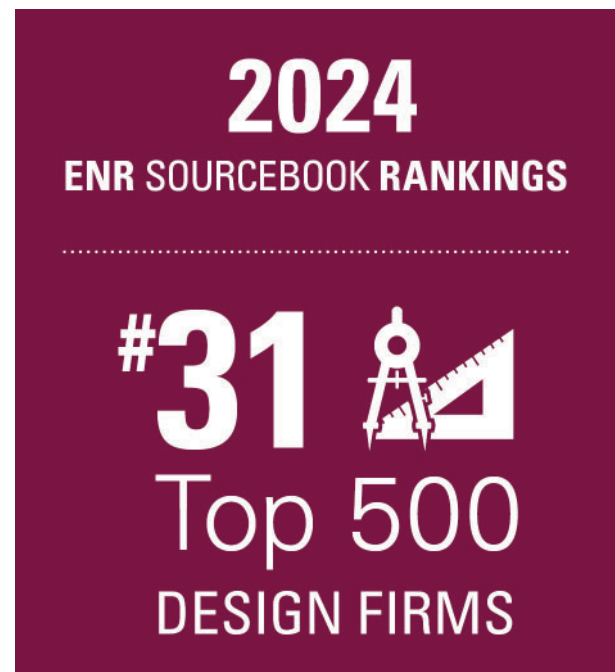 2024
ENR SOURCEBOOK RANKINGS
#31
Top 500
DESIGN FIRMS